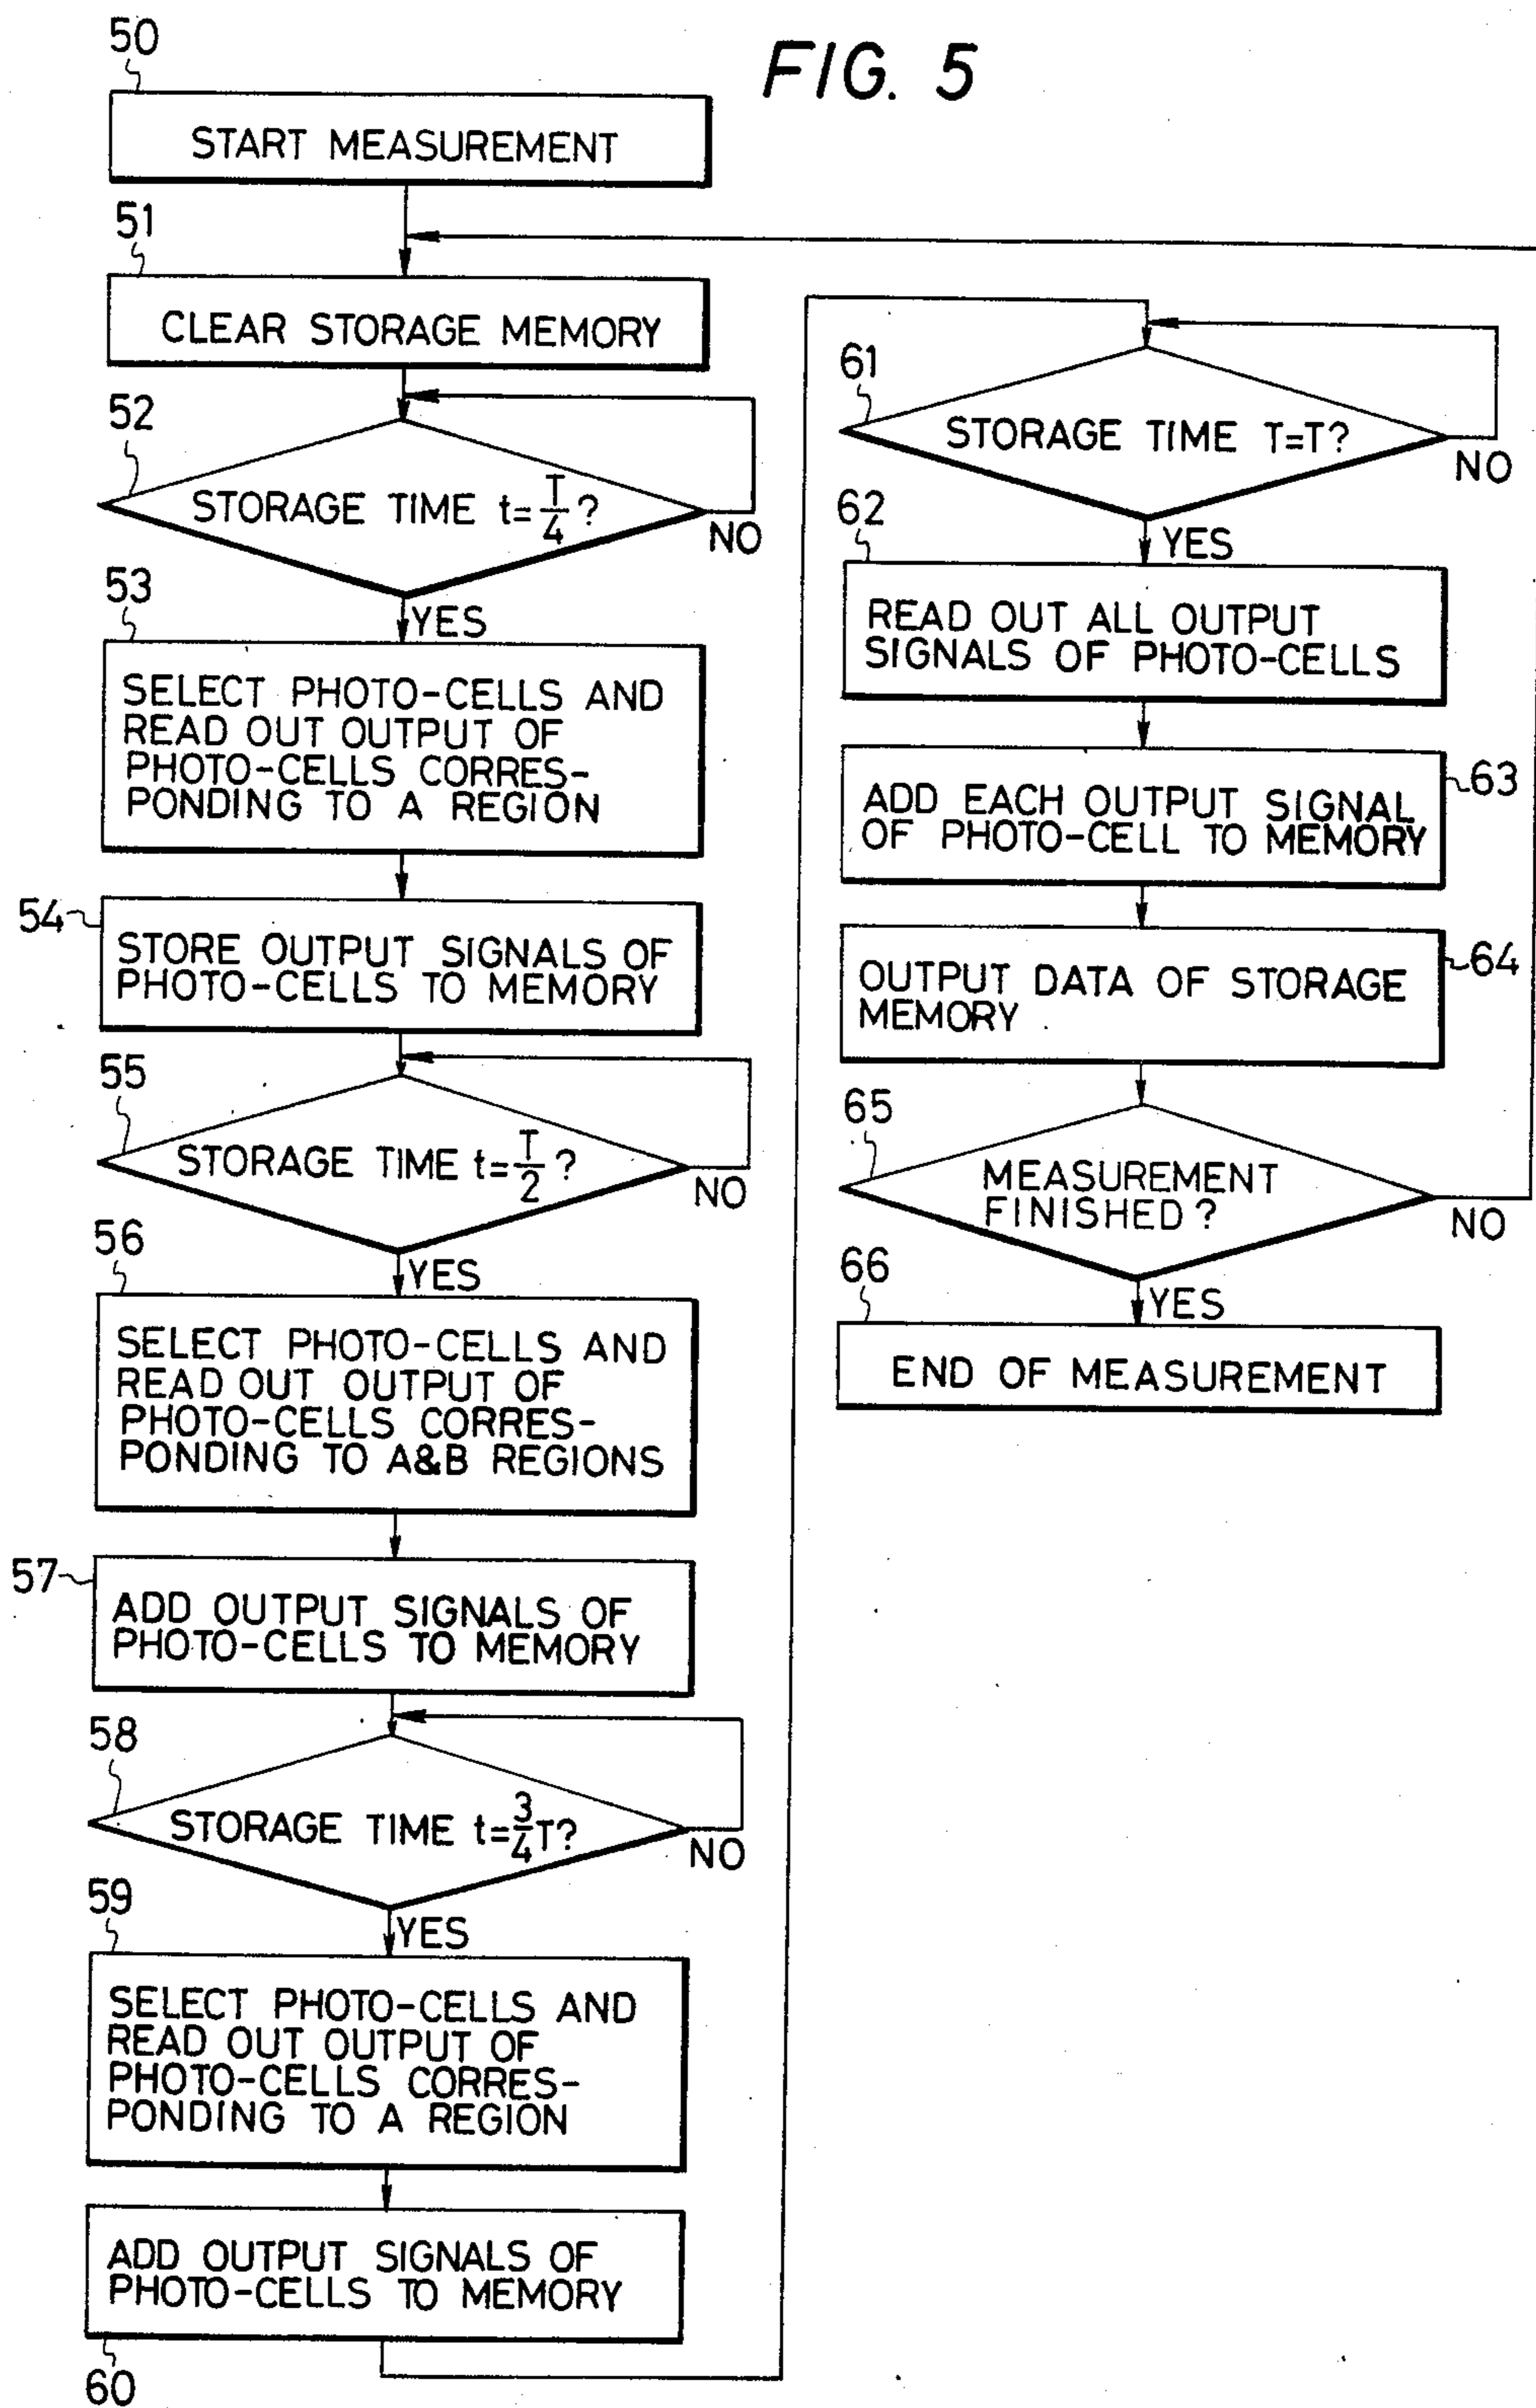 FIG. 5
50
START MEASUREMENT
51
CLEAR STORAGE MEMORY
52
STORAGE TIME t=T/4?
NO
YES
53
SELECT PHOTO-CELLS AND
READ OUT OUTPUT OF
PHOTO-CELLS CORRES-
PONDING TO A REGION
54
STORE OUTPUT SIGNALS OF
PHOTO-CELLS TO MEMORY
55
STORAGE TIME t=T/2?
NO
YES
56
SELECT PHOTO-CELLS AND
READ OUT OUTPUT OF
PHOTO-CELLS CORRES-
PONDING TO A&B REGIONS
57
ADD OUTPUT SIGNALS OF
PHOTO-CELLS TO MEMORY
58
STORAGE TIME t=3/4T?
NO
YES
59
SELECT PHOTO-CELLS AND
READ OUT OUTPUT OF
PHOTO-CELLS CORRES-
PONDING TO A REGION
ADD OUTPUT SIGNALS OF
PHOTO-CELLS TO MEMORY
60
61
STORAGE TIME T=T?
NO
YES
62
READ OUT ALL OUTPUT
SIGNALS OF PHOTO-CELLS
63
ADD EACH OUTPUT SIGNAL
OF PHOTO-CELL TO MEMORY
64
OUTPUT DATA OF STORAGE
MEMORY
65
MEASUREMENT
FINISHED?
NO
YES
66
END OF MEASUREMENT